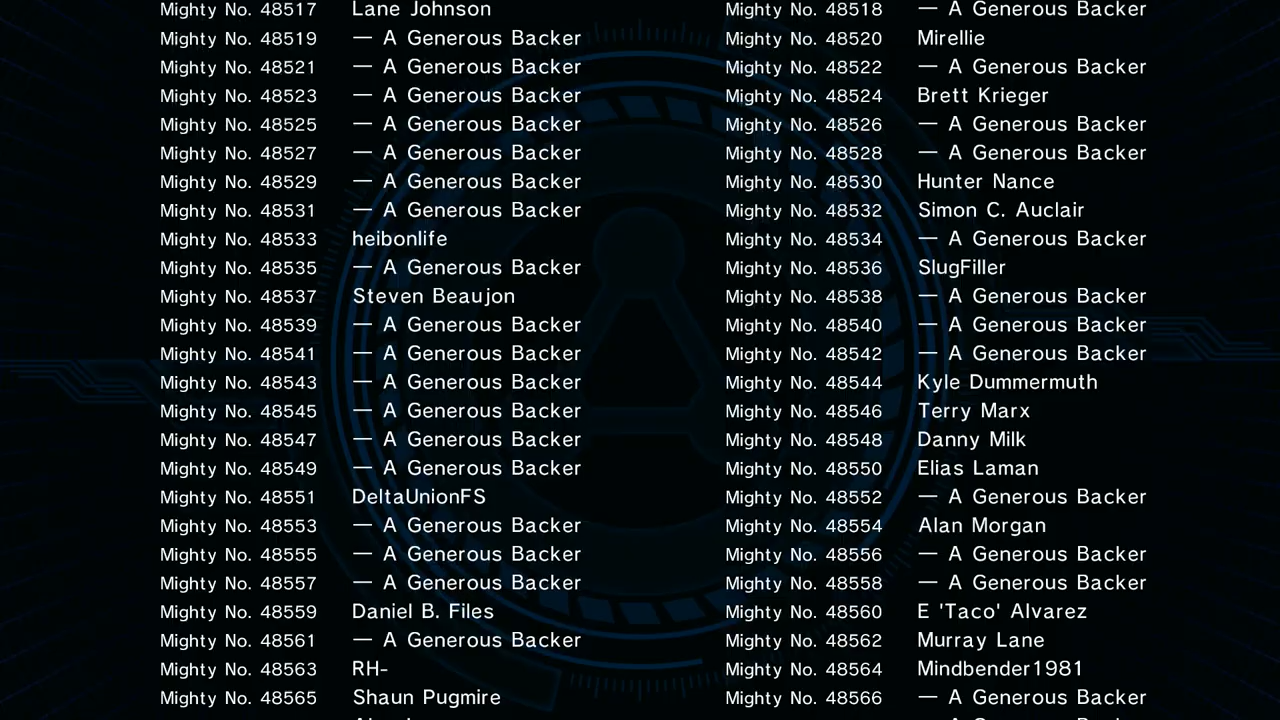 Mighty No. 48517 Lane Johnson Mighty No. 48518 — A Generous Backer
Mighty No. 48519 — A Generous Backer Mighty No. 48520 Mirellie
Mighty No. 48521 — A Generous Backer Mighty No. 48522 — A Generous Backer
Mighty No. 48523 — A Generous Backer Mighty No. 48524 Brett Krieger
Mighty No. 48525 — A Generous Backer Mighty No. 48526 — A Generous Backer
Mighty No. 48527 — A Generous Backer Mighty No. 48528 — A Generous Backer
Mighty No. 48529 — A Generous Backer Mighty No. 48530 Hunter Nance
Mighty No. 48531 — A Generous Backer Mighty No. 48532 Simon C. Auclair
Mighty No. 48533 heibonlife Mighty No. 48534 — A Generous Backer
Mighty No. 48535 — A Generous Backer Mighty No. 48536 SlugFiller
Mighty No. 48537 Steven Beaujon Mighty No. 48538 — A Generous Backer
Mighty No. 48539 — A Generous Backer Mighty No. 48540 — A Generous Backer
Mighty No. 48541 — A Generous Backer Mighty No. 48542 — A Generous Backer
Mighty No. 48543 — A Generous Backer Mighty No. 48544 Kyle Dummermuth
Mighty No. 48545 — A Generous Backer Mighty No. 48546 Terry Marx
Mighty No. 48547 — A Generous Backer Mighty No. 48548 Danny Milk
Mighty No. 48549 — A Generous Backer Mighty No. 48550 Elias Laman
Mighty No. 48551 DeltaUnionFS Mighty No. 48552 — A Generous Backer
Mighty No. 48553 — A Generous Backer Mighty No. 48554 Alan Morgan
Mighty No. 48555 — A Generous Backer Mighty No. 48556 — A Generous Backer
Mighty No. 48557 — A Generous Backer Mighty No. 48558 — A Generous Backer
Mighty No. 48559 Daniel B. Files Mighty No. 48560 E 'Taco' Alvarez
Mighty No. 48561 — A Generous Backer Mighty No. 48562 Murray Lane
Mighty No. 48563 RH- Mighty No. 48564 Mindbender1981
Mighty No. 48565 Shaun Pugmire Mighty No. 48566 — A Generous Backer